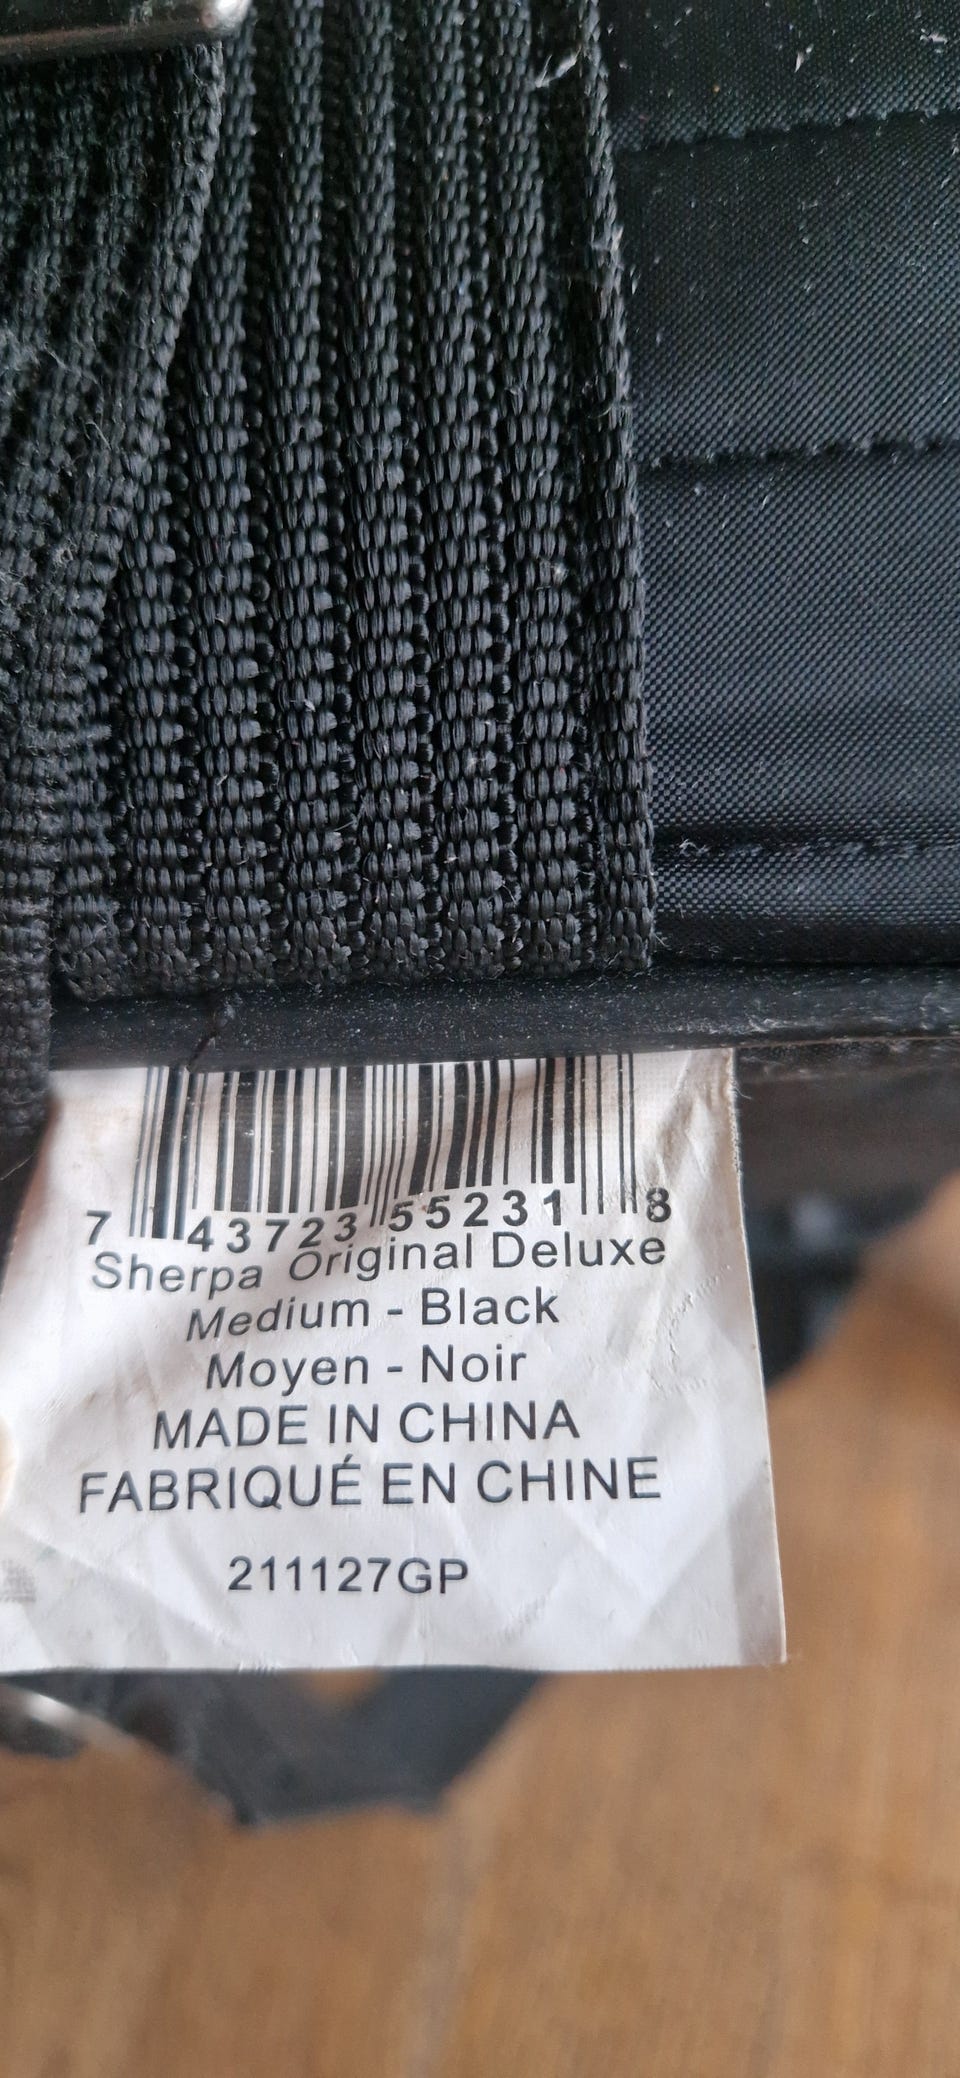 7 43723 55231 8
Sherpa Original Deluxe
Medium - Black
Moyen - Noir
MADE IN CHINA
FABRIQUÉ EN CHINE
211127GP